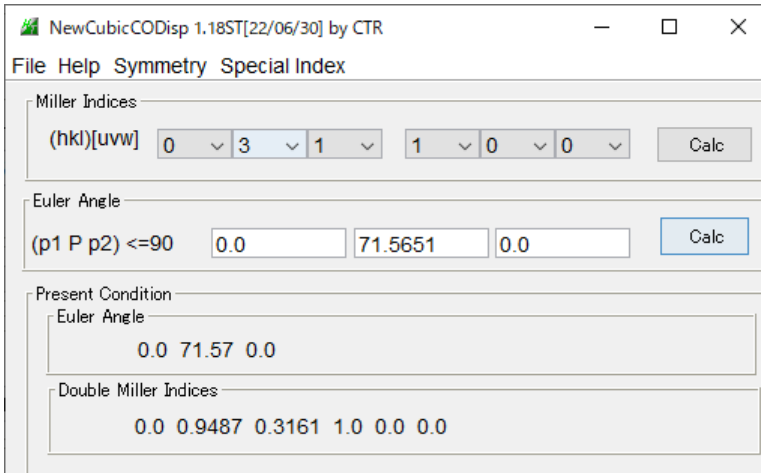 NewCubicCODisp 1.18ST[22/06/30] by CTR
File Help Symmetry Special Index
Miller Indices
(hkl)[uvw] 0 3 1 1 0 0 Calc
Euler Angle
(p1 P p2) <=90 0.0 71.5651 0.0 Calc
Present Condition
Euler Angle
0.0 71.57 0.0
Double Miller Indices
0.0 0.9487 0.3161 1.0 0.0 0.0